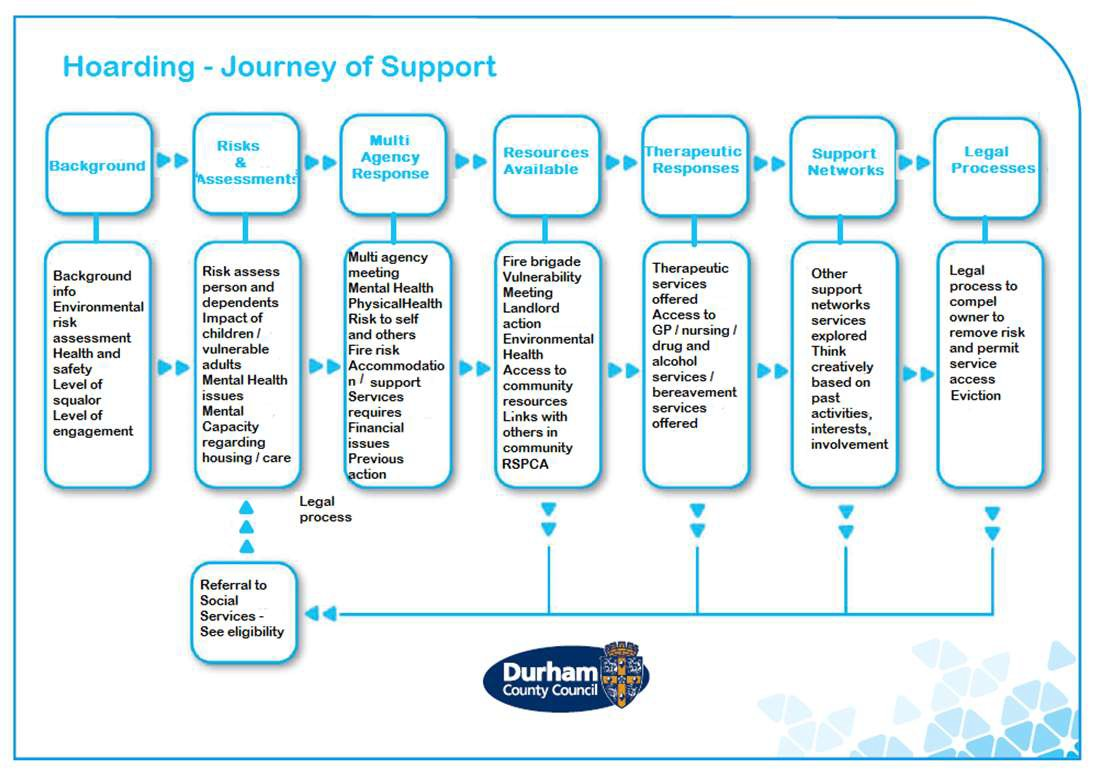 Hoarding - Journey of Support
Background
Risks
&
'Assessments'
Multi
Agency
Response
Resources
Available
Therapeutic
Responses
Support
Networks
Legal
Processes
Background
info
Environmental
risk
assessment
Health and
safety
Level of
squalor
Level of
engagement
Risk assess
person and
dependents
Impact of
children /
vulnerable
adults
Mental Health
issues
Mental
Capacity
regarding
housing / care
Multi agency
meeting
Mental Health
PhysicalHealth
Risk to self
and others
Fire risk
Accommodatio
n / support
Services
requires
Financial
issues
Previous
action
Fire brigade
Vulnerability
Meeting
Landlord
action
Environmental
Health
Access to
community
resources
Links with
others in
community
RSPCA
Therapeutic
services
offered
Access to
GP / nursing /
drug and
alcohol
services /
bereavement
services
offered
Other
support
networks
services
explored
Think
creatively
based on
past
activities,
interests,
involvement
Legal
process to
compel
owner to
remove risk
and permit
service
access
Eviction
Legal
process
Referral to
Social
Services -
See eligibility
Durham
County Council